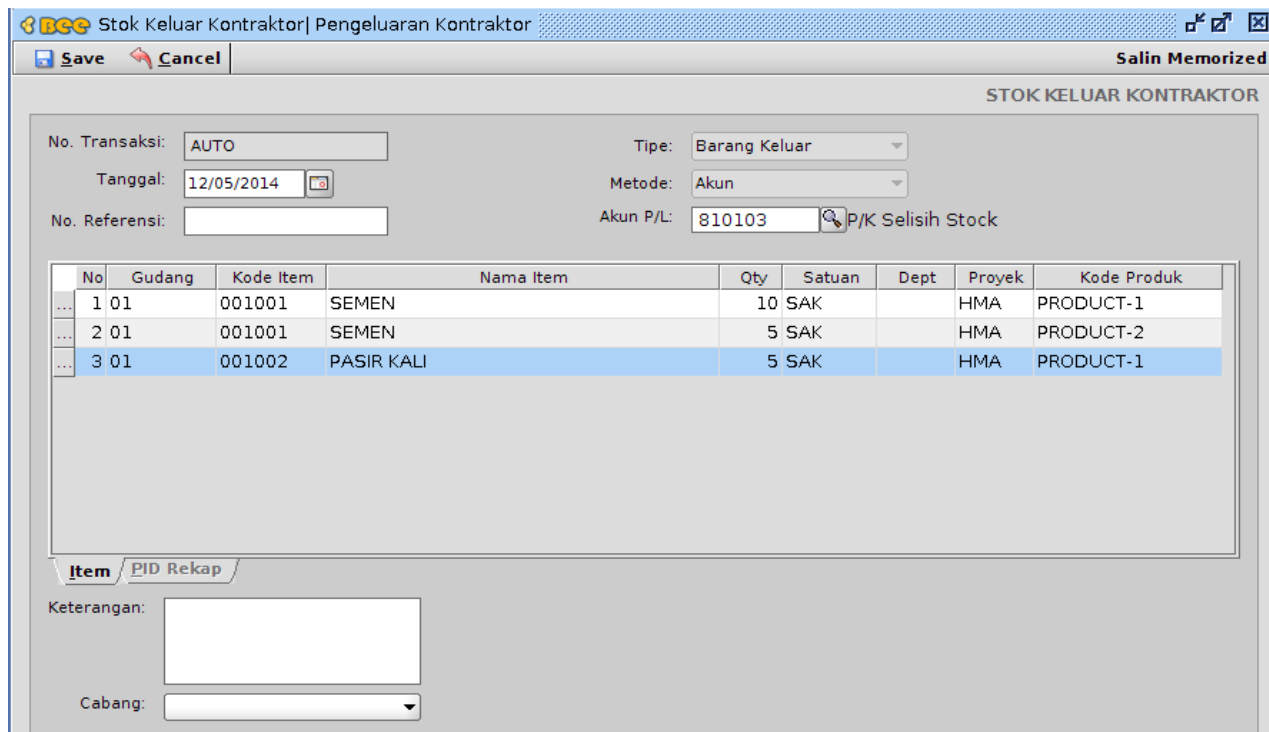 Bee Stok Keluar Kontraktor| Pengeluaran Kontraktor
Save Cancel Salin Memorized
STOK KELUAR KONTRAKTOR
No. Transaksi: AUTO Tipe: Barang Keluar
Tanggal: 12/05/2014 Metode: Akun
No. Referensi: Akun P/L: 810103 P/K Selisih Stock
No Gudang Kode Item Nama Item Qty Satuan Dept Proyek Kode Produk
... 1 01 001001 SEMEN 10 SAK HMA PRODUCT-1
... 2 01 001001 SEMEN 5 SAK HMA PRODUCT-2
... 3 01 001002 PASIR KALI 5 SAK HMA PRODUCT-1
Item PID Rekap
Keterangan:
Cabang: